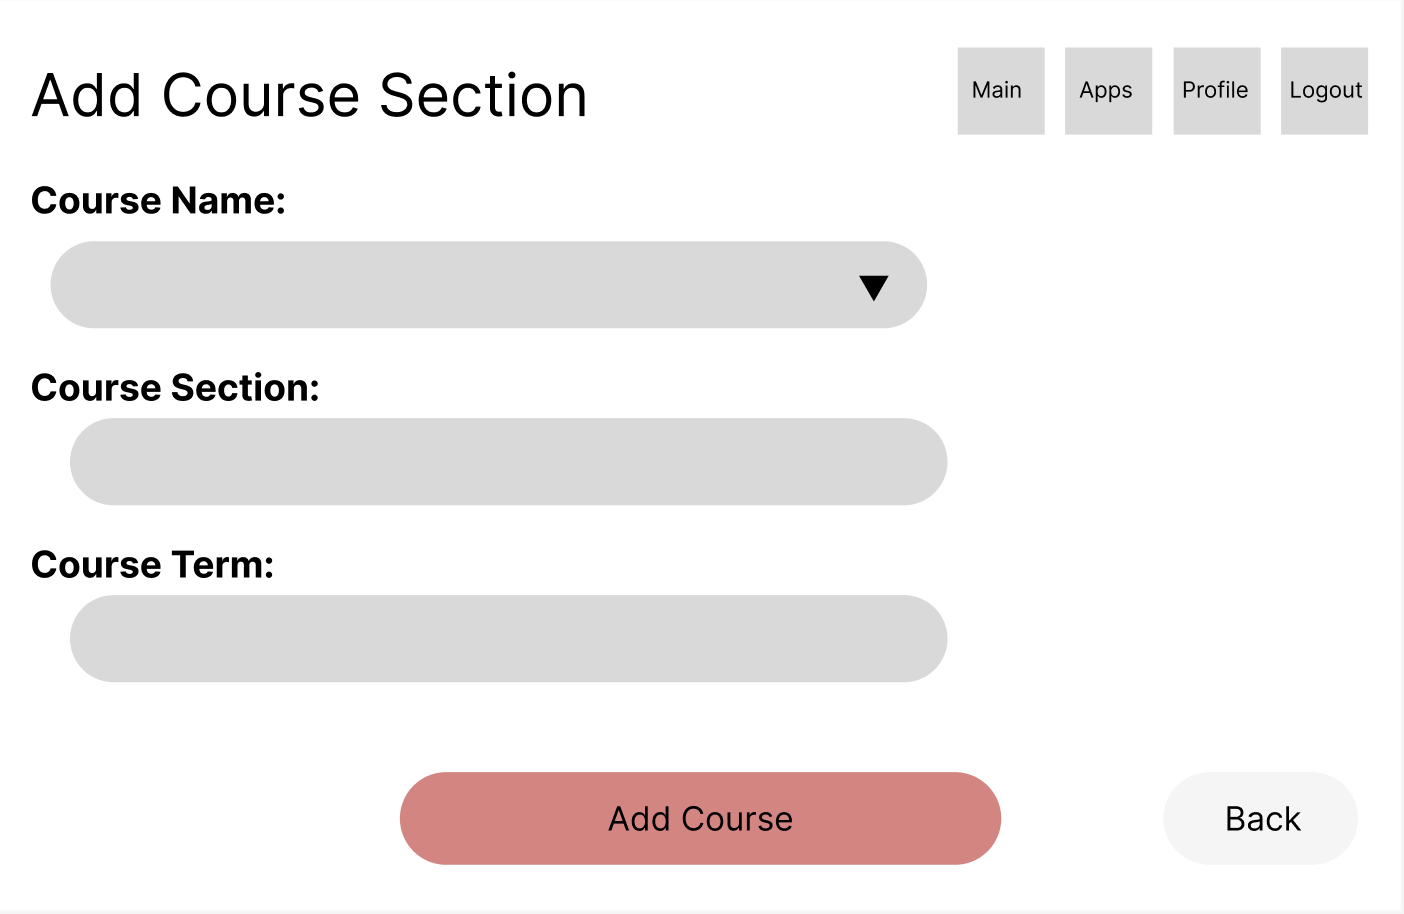 Add Course Section
Main
Apps
Profile
Logout
Course Name:
Course Section:
Course Term:
Add Course
Back